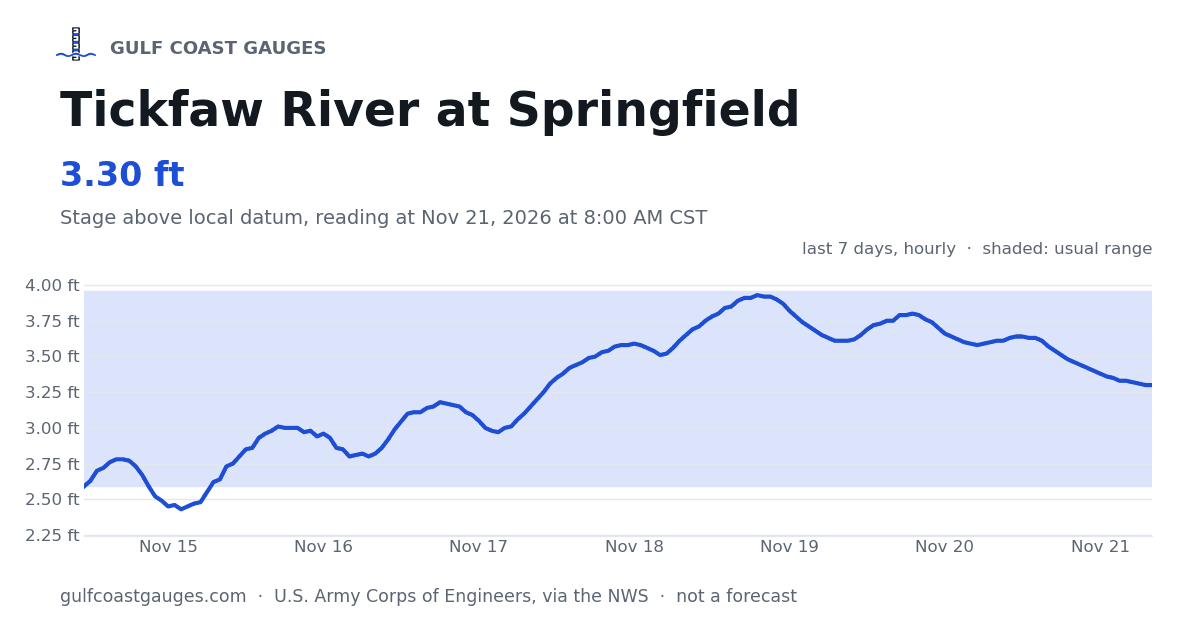 GULF COAST GAUGES
Tickfaw River at Springfield
3.30 ft
Stage above local datum, reading at Nov 21, 2026 at 8:00 AM CST
last 7 days, hourly · shaded: usual range
4.00 ft
3.75 ft
3.50 ft
3.25 ft
3.00 ft
2.75 ft
2.50 ft
2.25 ft
Nov 15 Nov 16 Nov 17 Nov 18 Nov 19 Nov 20 Nov 21
gulfcoastgauges.com · U.S. Army Corps of Engineers, via the NWS · not a forecast